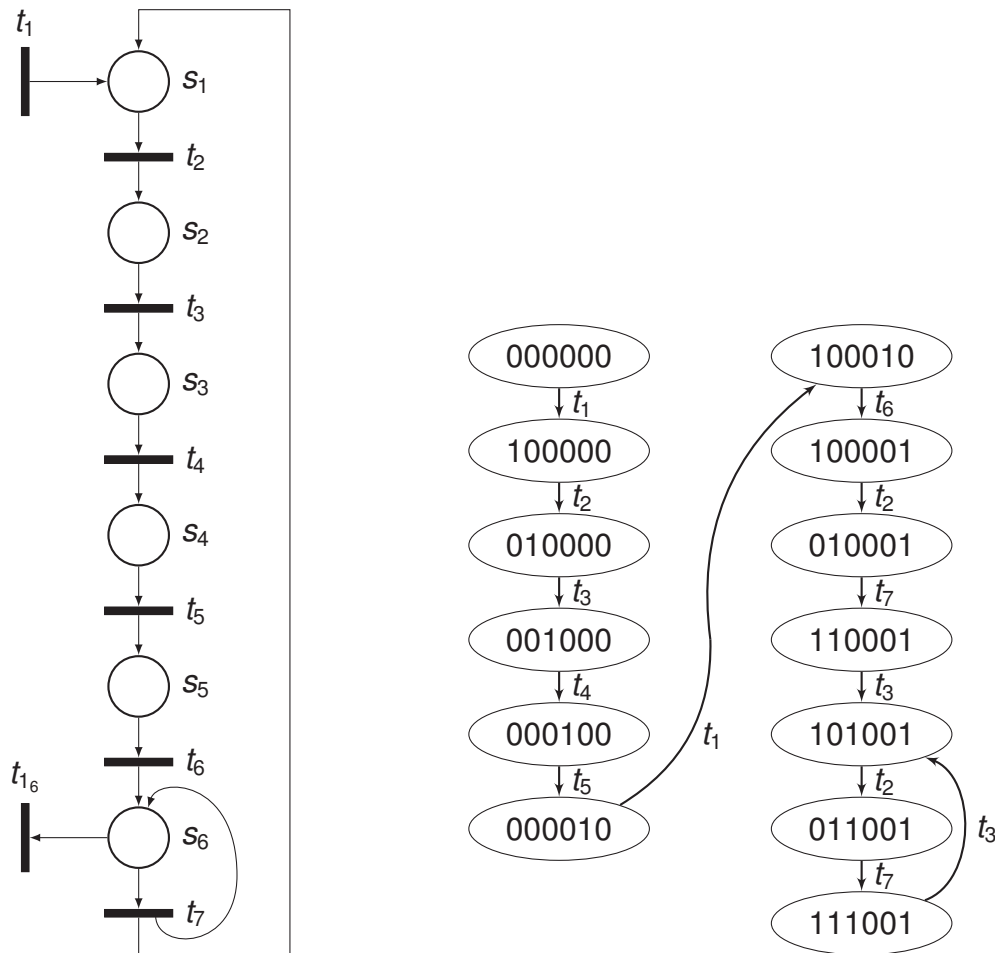 t₁
s₁
t₂
s₂
t₃
s₃
t₄
s₄
t₅
s₅
t₆
t₁₆
s₆
t₇
000000
t₁
100000
t₂
010000
t₃
001000
t₄
000100
t₅
000010
t₁
100010
t₆
100001
t₂
010001
t₇
110001
t₃
101001
t₂
011001
t₃
t₇
111001